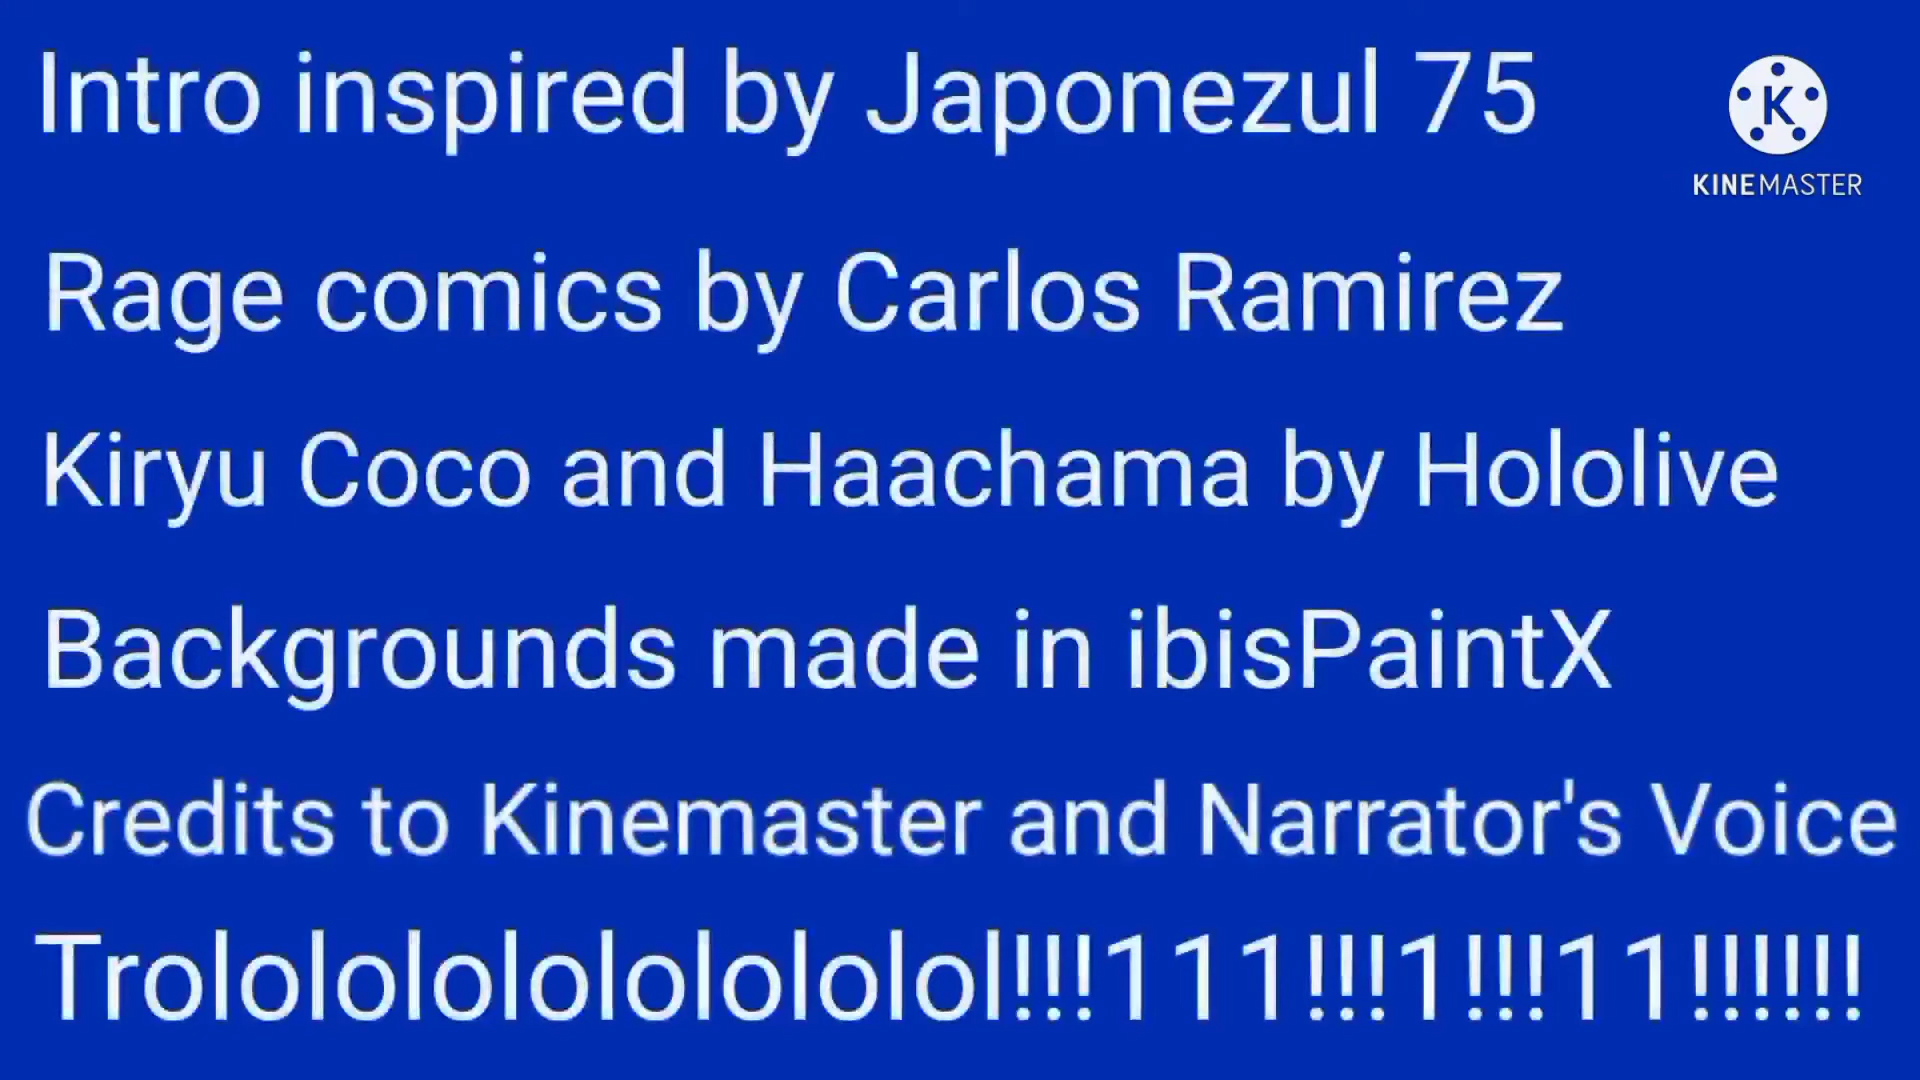 Intro inspired by Japonezul 75
K
KINEMASTER
Rage comics by Carlos Ramirez
Kiryu Coco and Haachama by Hololive
Backgrounds made in ibisPaintX
Credits to Kinemaster and Narrator's Voice
Trolololololololololol!!!111!!!1!!!11!!!!!!